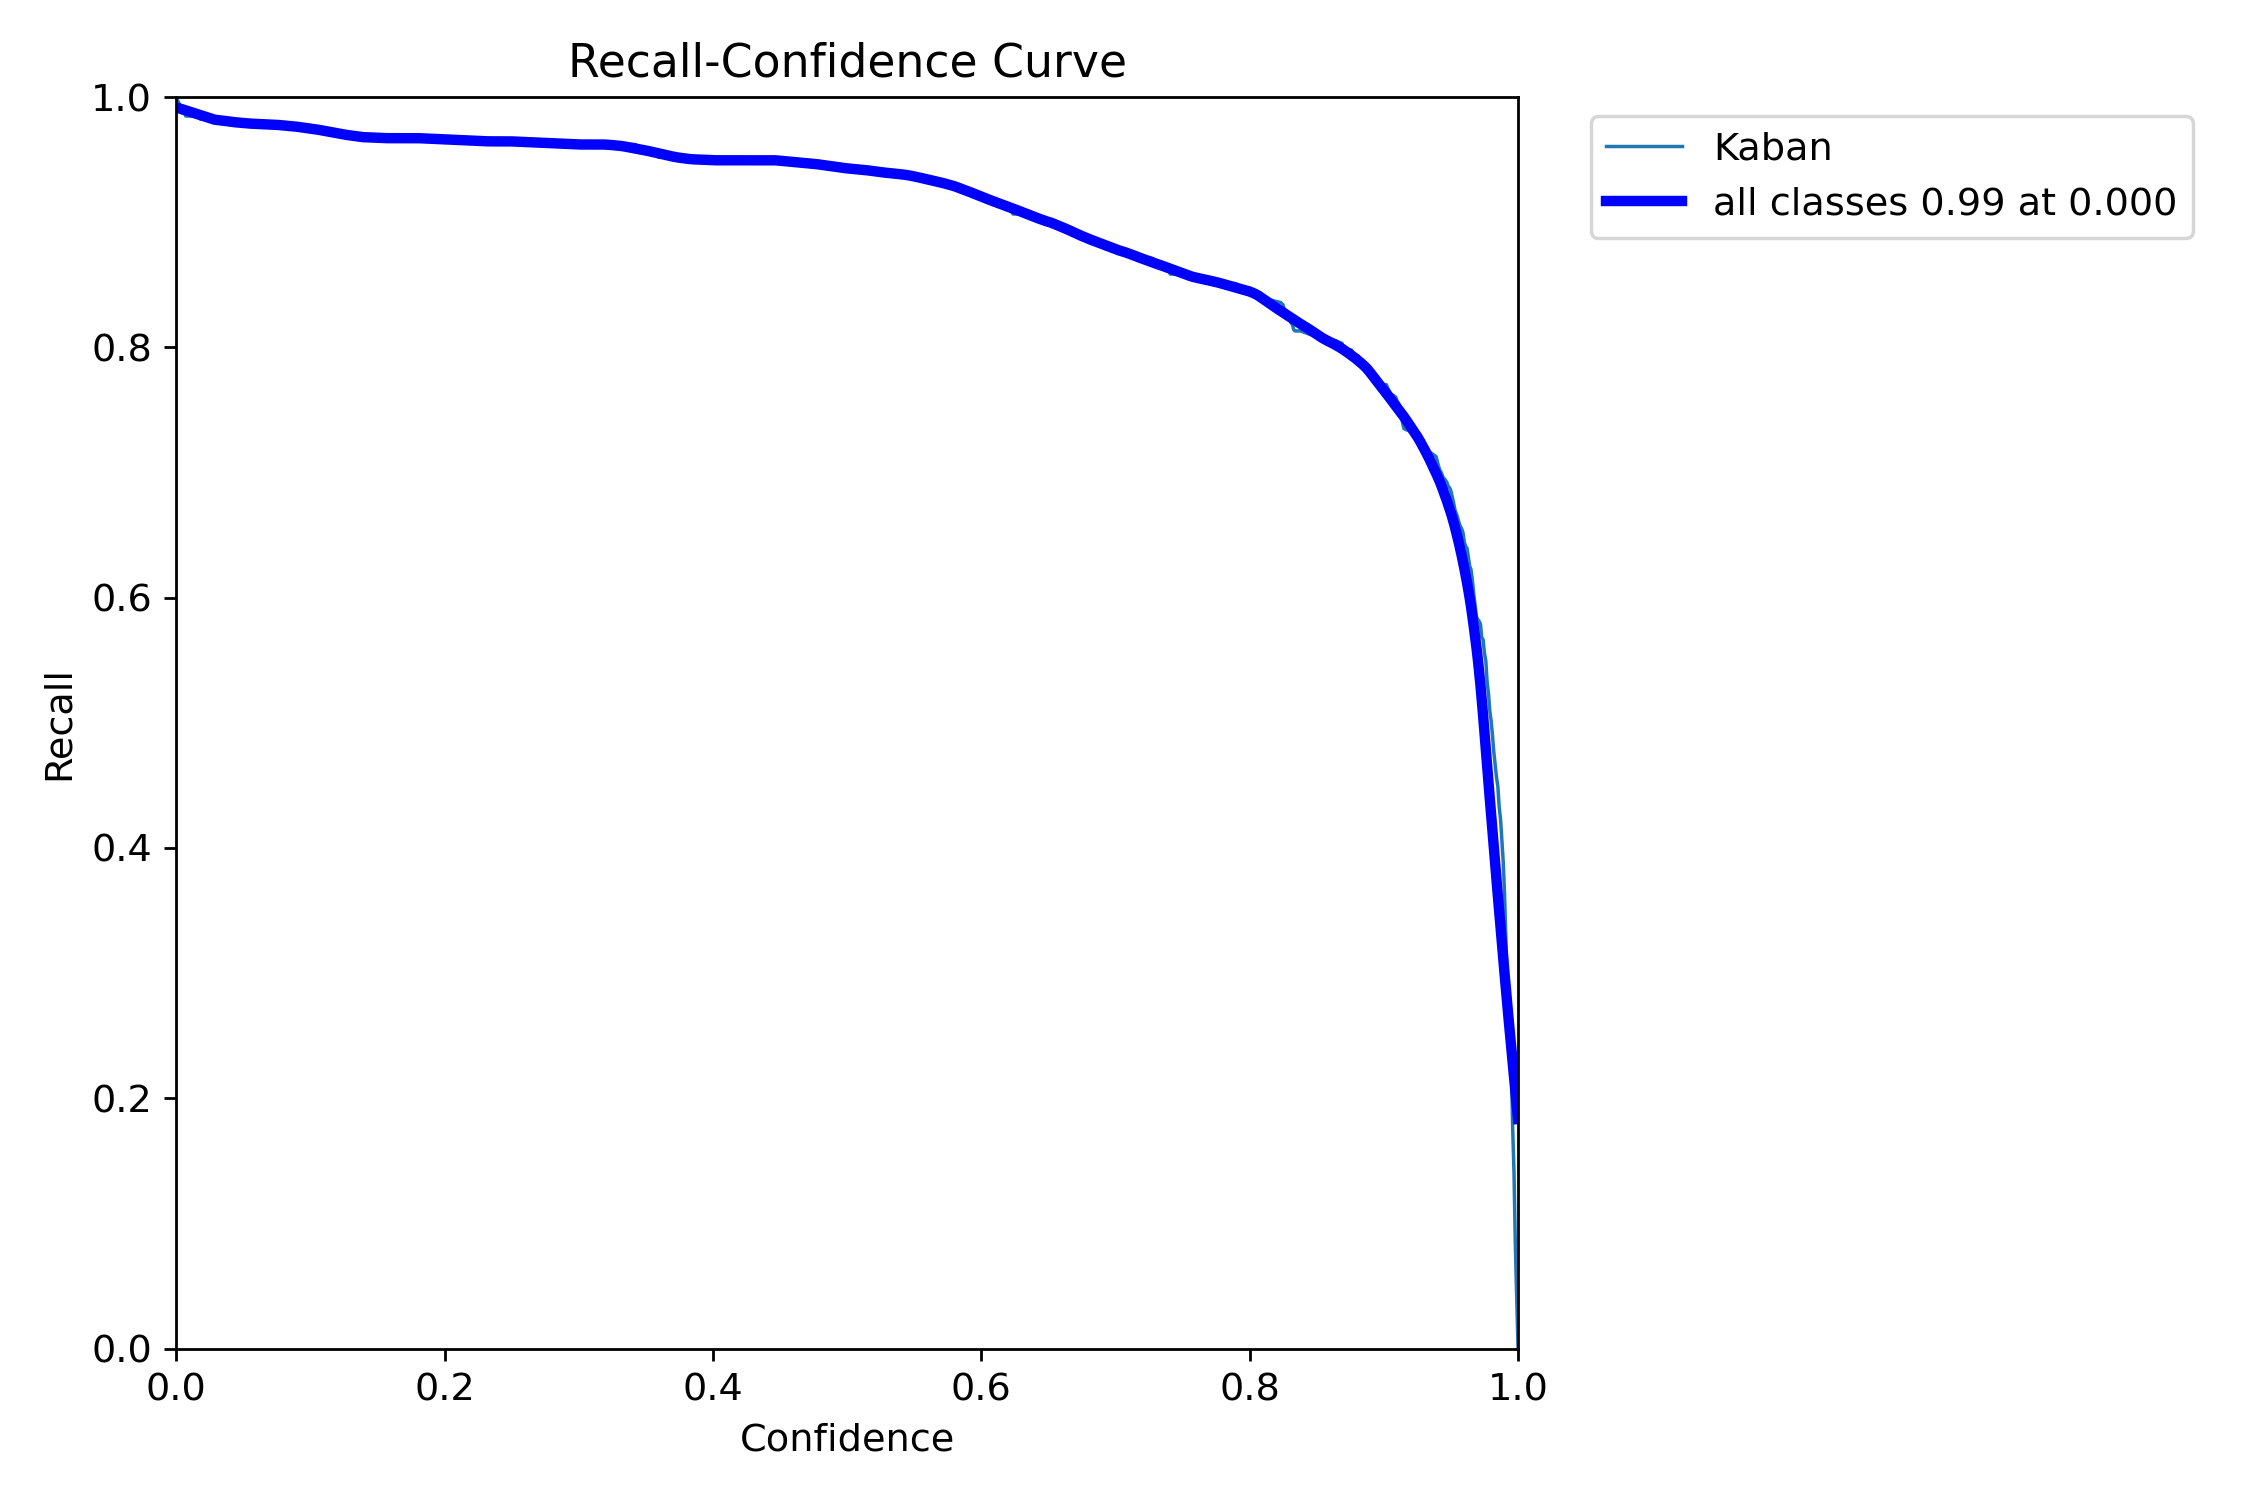 Recall-Confidence Curve
Kaban
all classes 0.99 at 0.000
1.0
0.8
0.6
0.4
0.2
0.0
Recall
0.0 0.2 0.4 0.6 0.8 1.0
Confidence